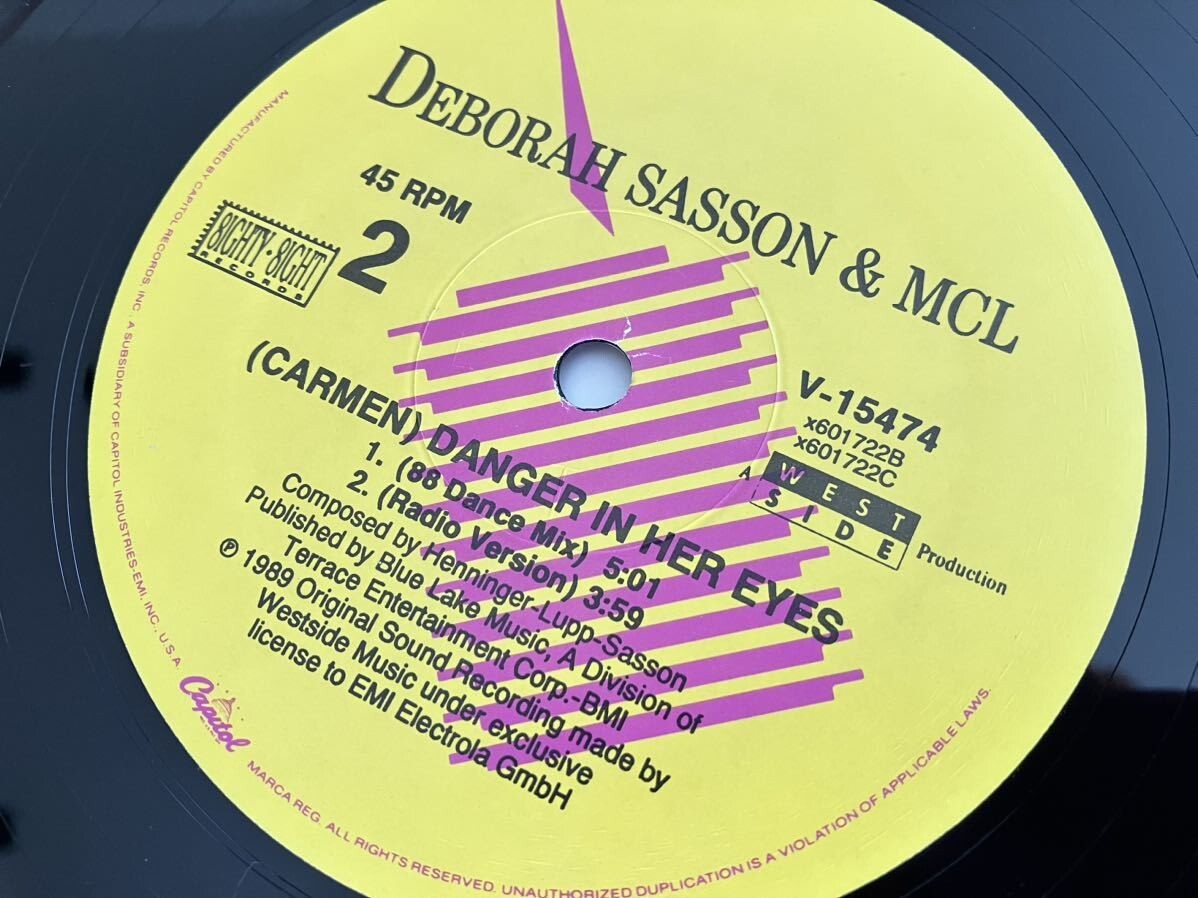 DEBORAH SASSON & MCL
45 RPM
2
8IGHTY·8IGHT
RECORDS
V-15474
x601722B
x601722C
A
WEST
SIDE
Production
(CARMEN) DANGER IN HER EYES
1. (88 Dance Mix) 5:01
2. (Radio Version) 3:59
Composed by Henninger-Lupp-Sasson
Published by Blue Lake Music, A Division of
Terrace Entertainment Corp.-BMI
℗ 1989 Original Sound Recording made by
Westside Music under exclusive
license to EMI Electrola GmbH
MANUFACTURED BY CAPITOL RECORDS, INC. A SUBSIDIARY OF CAPITOL INDUSTRIES-EMI, INC., U.S.A.
Capitol
MARCA REG. ALL RIGHTS RESERVED. UNAUTHORIZED DUPLICATION IS A VIOLATION OF APPLICABLE LAWS.